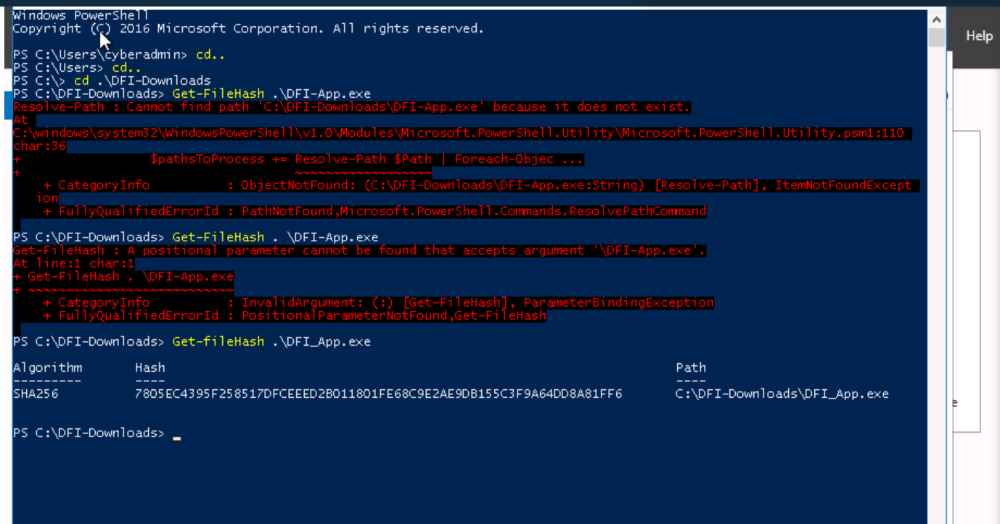 Windows PowerShell
Copyright (C) 2016 Microsoft Corporation. All rights reserved.
Help
PS C:\Users\cyberadmin> cd..
PS C:\Users> cd..
PS C:\> cd .\DFI-Downloads
PS C:\DFI-Downloads> Get-FileHash .\DFI-App.exe
Resolve-Path : Cannot find path 'C:\DFI-Downloads\DFI-App.exe' because it does not exist.
At
C:\windows\system32\WindowsPowerShell\v1.0\Modules\Microsoft.PowerShell.Utility\Microsoft.PowerShell.Utility.psm1:110
char:36
+                 $pathsToProcess += Resolve-Path $Path | Foreach-Objec ...
+                                    ~~~~~~~~~~~~~~~~~~
    + CategoryInfo          : ObjectNotFound: (C:\DFI-Downloads\DFI-App.exe:String) [Resolve-Path], ItemNotFoundExcept
   ion
    + FullyQualifiedErrorId : PathNotFound,Microsoft.PowerShell.Commands.ResolvePathCommand
PS C:\DFI-Downloads> Get-FileHash . \DFI-App.exe
Get-FileHash : A positional parameter cannot be found that accepts argument '\DFI-App.exe'.
At line:1 char:1
+ Get-FileHash . \DFI-App.exe
+ ~~~~~~~~~~~~~~~~~~~~~~~~~~~
    + CategoryInfo          : InvalidArgument: (:) [Get-FileHash], ParameterBindingException
    + FullyQualifiedErrorId : PositionalParameterNotFound,Get-FileHash
PS C:\DFI-Downloads> Get-fileHash .\DFI_App.exe
Algorithm       Hash                                                                   Path
---------       ----                                                                   ----
SHA256          7805EC4395F258517DFCEEED2B011801FE68C9E2AE9DB155C3F9A64DD8A81FF6       C:\DFI-Downloads\DFI_App.exe
PS C:\DFI-Downloads> _